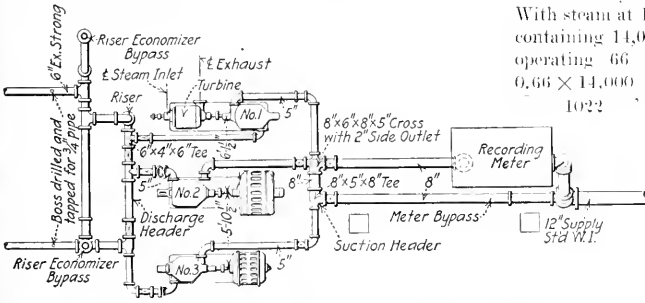 With steam at
containing 14,0
operating 66
0.66 × 14,000
1022
6" Ex. Strong
Riser Economizer
Bypass
℄ Steam Inlet
℄ Exhaust
Turbine
Riser
No.1
5"
6"×4"×6" Tee
6'-½"
8"×6"×8"×5" Cross
with 2" Side Outlet
Recording
Meter
Boss drilled and
tapped for ¾" pipe
5"
No.2
8"
8"×5"×8" Tee
8"
Discharge
Header
5'-10½"
Meter Bypass
12" Supply
Std W.I.
Suction Header
Riser Economizer
Bypass
No.3
5"